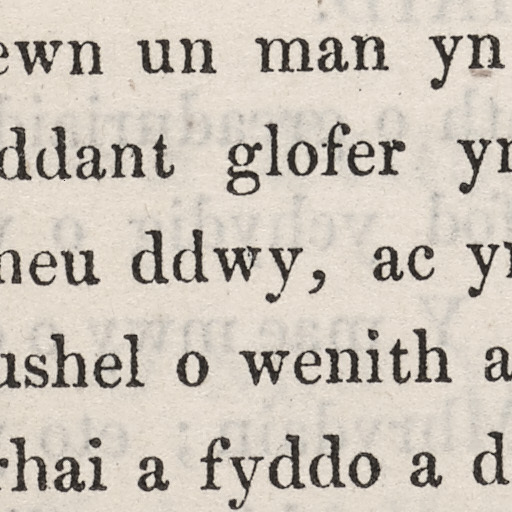 ewn un man yn
ddant glofer yn
neu ddwy, ac yn
ushel o wenith a
rhai a fyddo a d